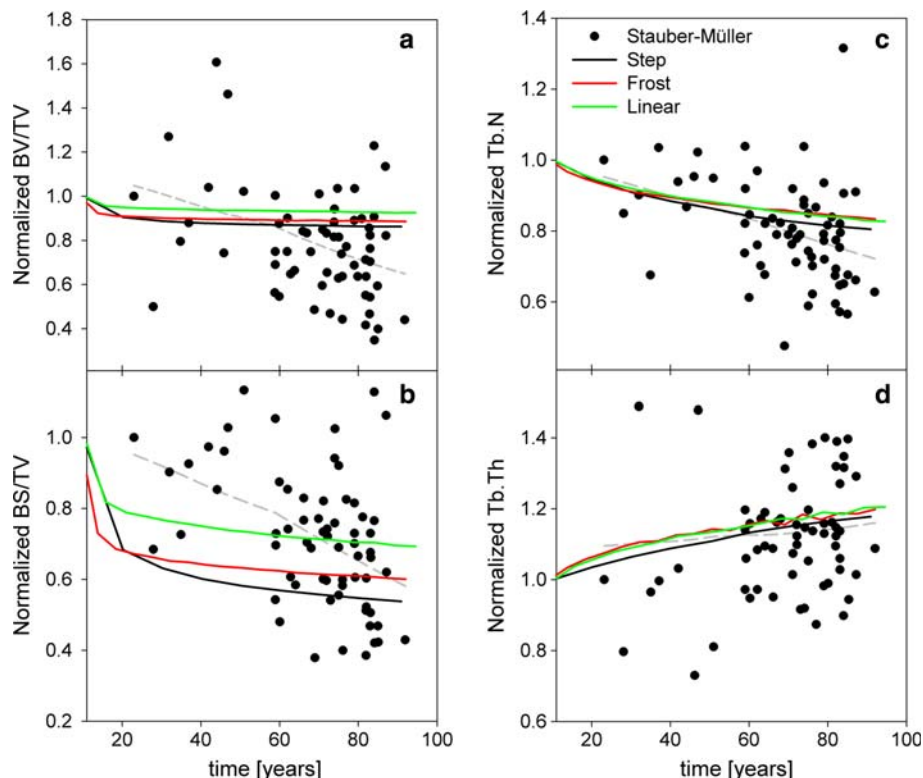 a
Normalized BV/TV
1.8
1.6
1.4
1.2
1.0
0.8
0.6
0.4
b
Normalized BS/TV
1.0
0.8
0.6
0.4
0.2
20 40 60 80 100
time [years]
c
Stauber-Müller
Step
Frost
Linear
Normalized Tb.N
1.4
1.2
1.0
0.8
0.6
0.4
d
Normalized Tb.Th
1.4
1.2
1.0
0.8
0.6
20 40 60 80 100
time [years]